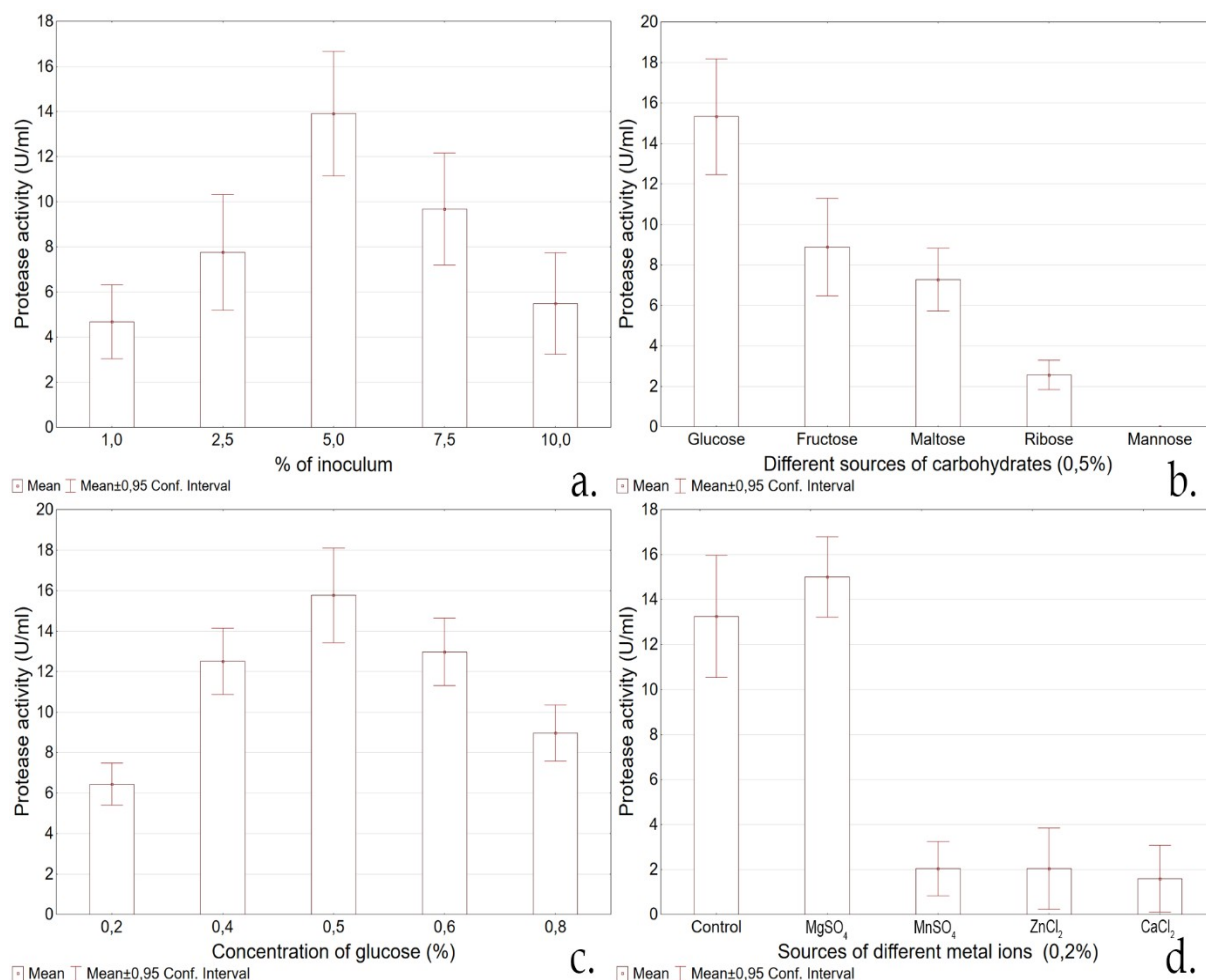 18
16
14
12
10
8
6
4
2
0
Protease activity (U/ml)
1,0 2,5 5,0 7,5 10,0
% of inoculum
Mean Mean±0,95 Conf. Interval
a.
20
18
16
14
12
10
8
6
4
2
0
Protease activity (U/ml)
Glucose Fructose Maltose Ribose Mannose
Different sources of carbohydrates (0,5%)
Mean Mean±0,95 Conf. Interval
b.
20
18
16
14
12
10
8
6
4
2
0
Protease activity (U/ml)
0,2 0,4 0,5 0,6 0,8
Concentration of glucose (%)
Mean Mean±0,95 Conf. Interval
c.
18
16
14
12
10
8
6
4
2
0
Protease activity (U/ml)
Control MgSO₄ MnSO₄ ZnCl₂ CaCl₂
Sources of different metal ions (0,2%)
Mean Mean±0,95 Conf. Interval
d.